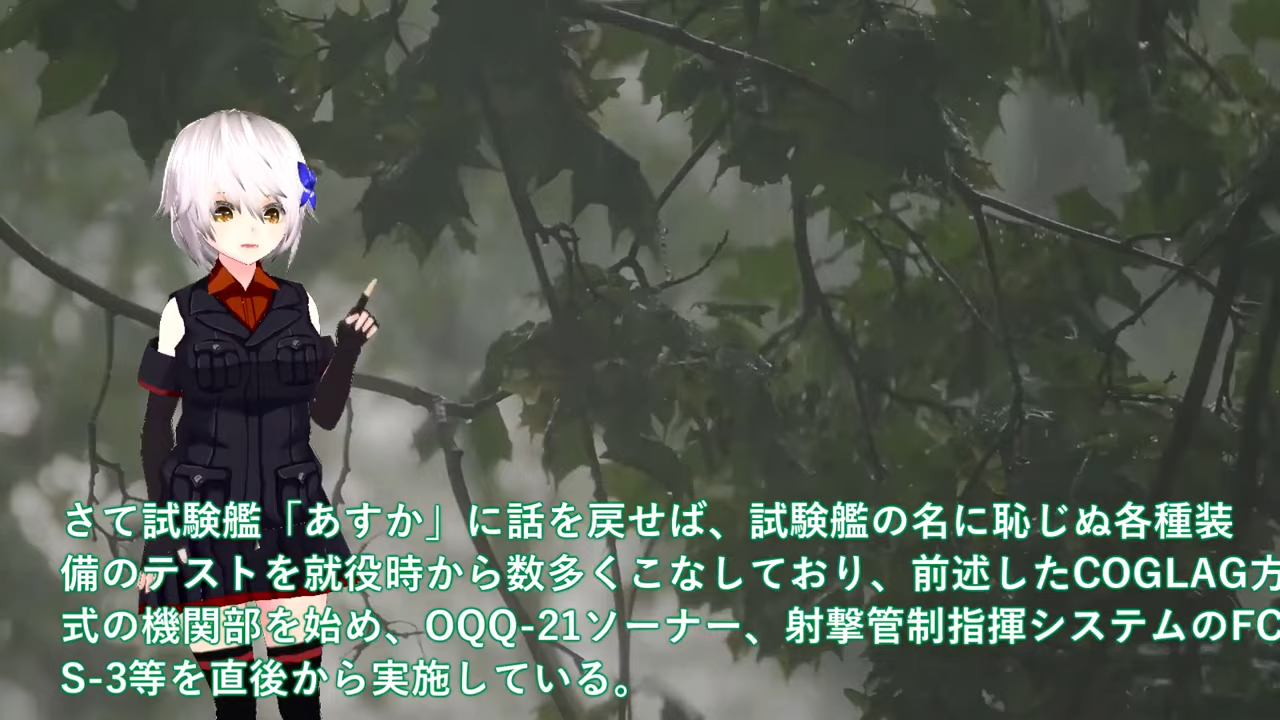 さて試験艦「あすか」に話を戻せば、試験艦の名に恥じぬ各種装
備のテストを就役時から数多くこなしており、前述したCOGLAG方
式の機関部を始め、OQQ-21ソーナー、射撃管制指揮システムのFC
S-3等を直後から実施している。